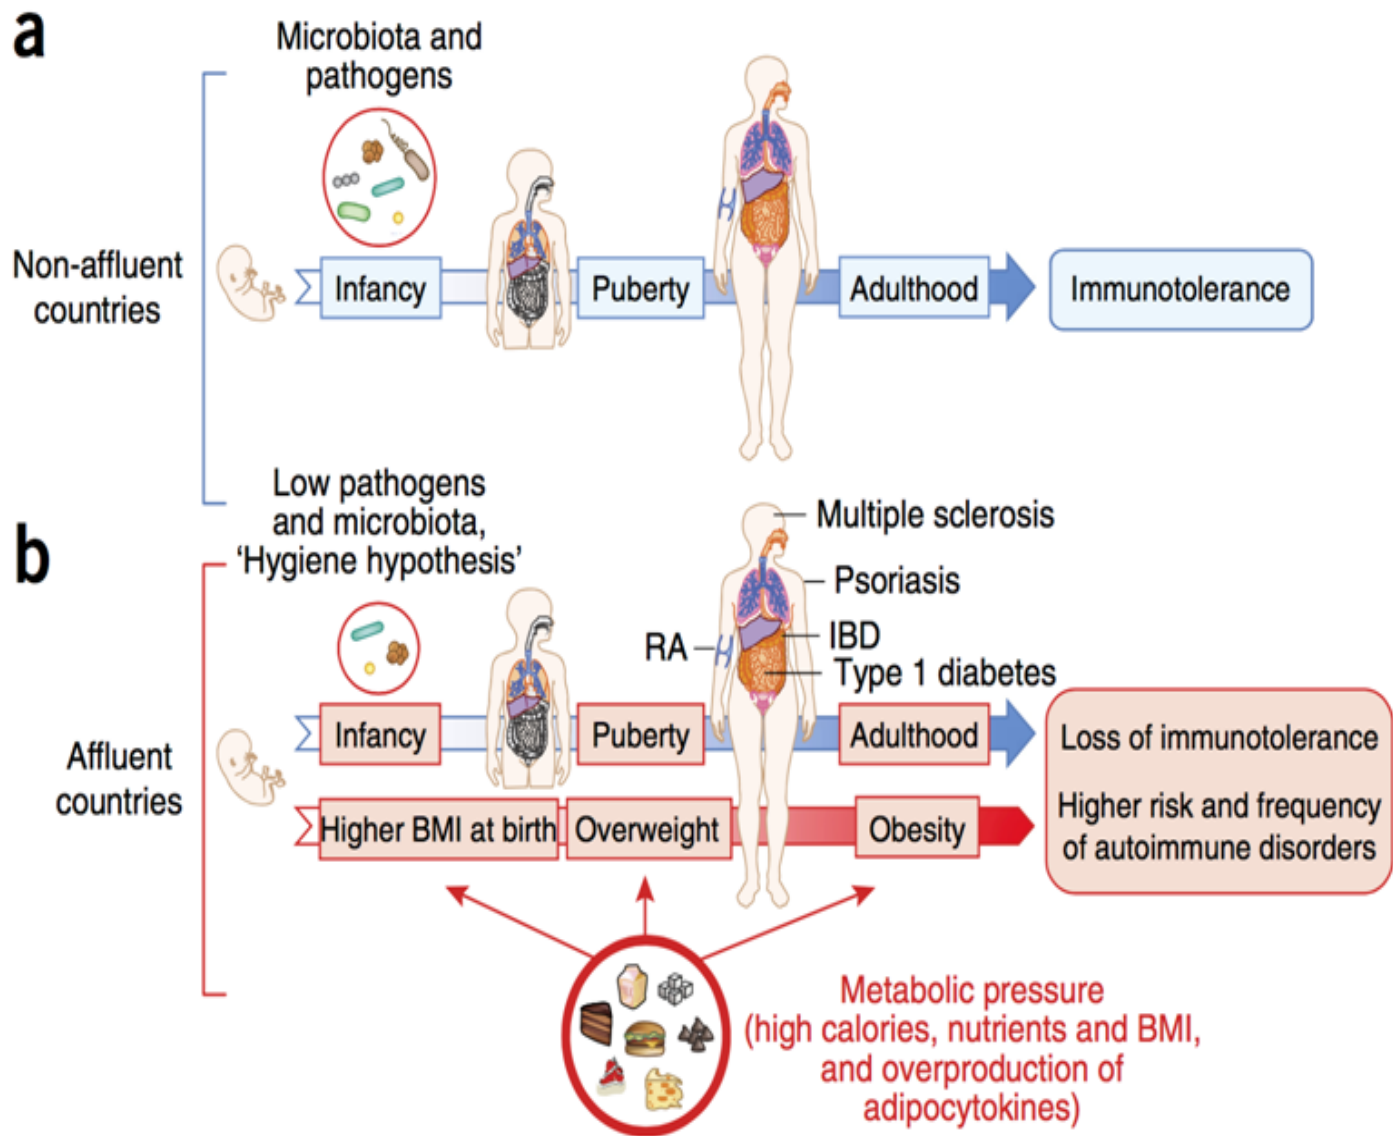 a
Microbiota and
pathogens
Non-affluent
countries
Infancy
Puberty
Adulthood
Immunotolerance
b
Low pathogens
and microbiota,
‘Hygiene hypothesis’
Multiple sclerosis
Psoriasis
RA
IBD
Type 1 diabetes
Affluent
countries
Infancy
Puberty
Adulthood
Higher BMI at birth
Overweight
Obesity
Loss of immunotolerance
Higher risk and frequency
of autoimmune disorders
Metabolic pressure
(high calories, nutrients and BMI,
and overproduction of
adipocytokines)